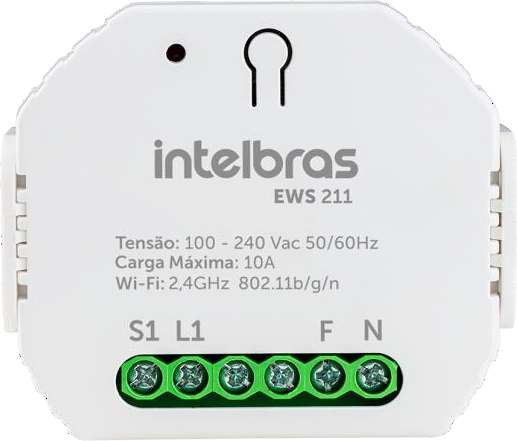 intelbras
EWS 211
Tensão: 100 - 240 Vac 50/60Hz
Carga Máxima: 10A
Wi-Fi: 2,4GHz 802.11b/g/n
S1 L1 F N